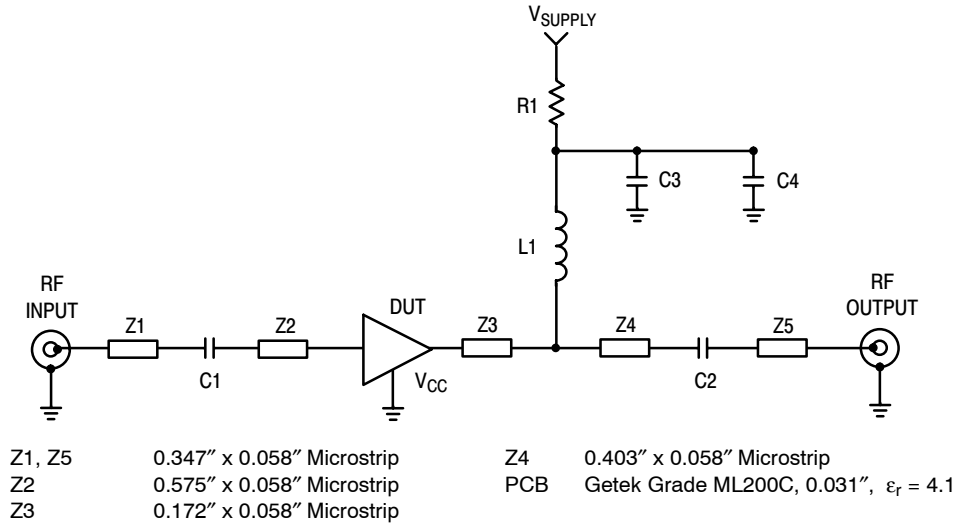 VSUPPLY
R1
C3
C4
L1
RF
INPUT
RF
OUTPUT
DUT
Z1
Z2
Z3
Z4
Z5
C1
VCC
C2
Z1, Z5 0.347″ x 0.058″ Microstrip
Z2 0.575″ x 0.058″ Microstrip
Z3 0.172″ x 0.058″ Microstrip
Z4 0.403″ x 0.058″ Microstrip
PCB Getek Grade ML200C, 0.031″, εr = 4.1